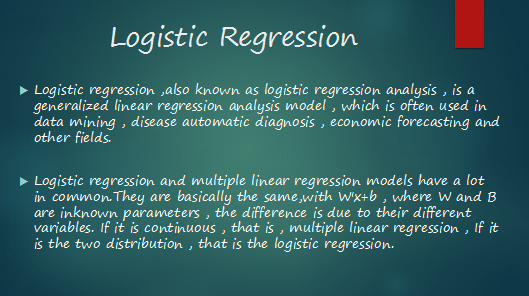 Logistic Regression
Logistic regression ,also known as logistic regression analysis , is a
generalized linear regression analysis model , which is often used in
data mining , disease automatic diagnosis , economic forecasting and
other fields.
Logistic regression and multiple linear regression models have a lot
in common.They are basically the same,with W'x+b , where W and B
are inknown parameters , the difference is due to their different
variables. If it is continuous , that is , multiple linear regression , If it
is the two distribution , that is the logistic regression.